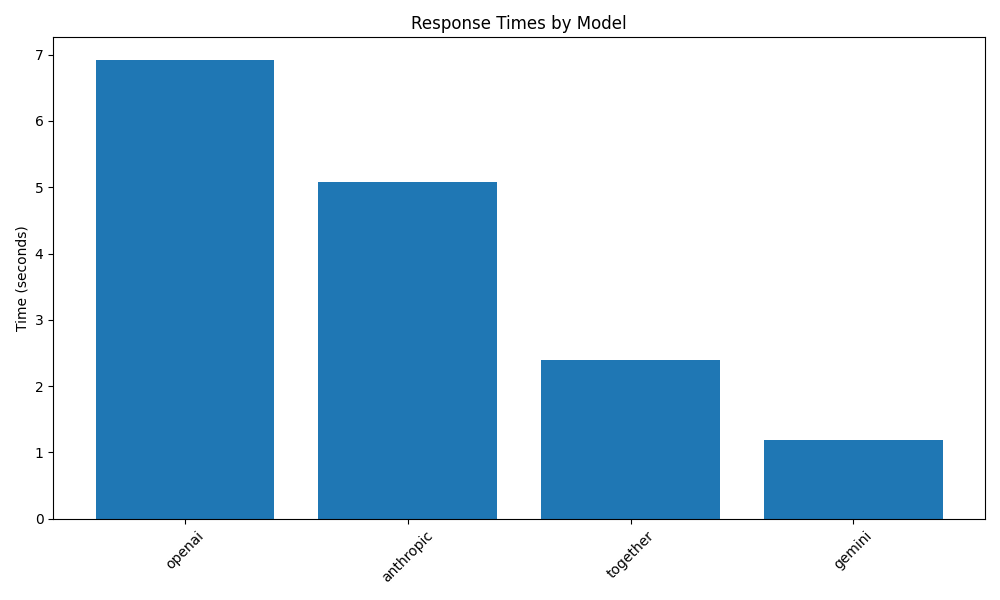 Response Times by Model
Time (seconds)
7
6
5
4
3
2
1
0
openai
anthropic
together
gemini